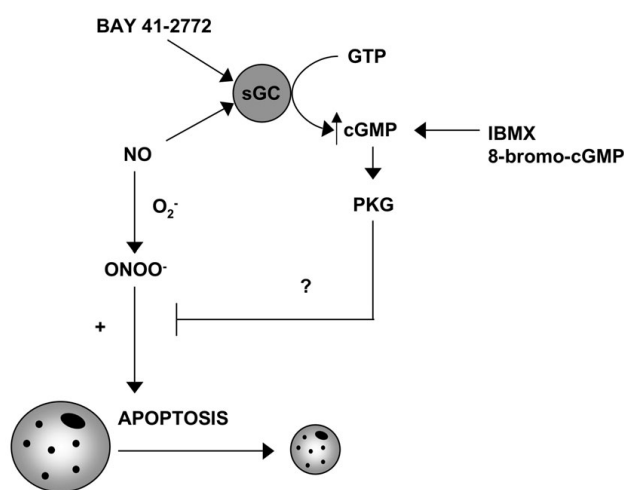 BAY 41-2772
GTP
sGC
cGMP
IBMX
8-bromo-cGMP
NO
PKG
O₂⁻
ONOO⁻
?
+
APOPTOSIS